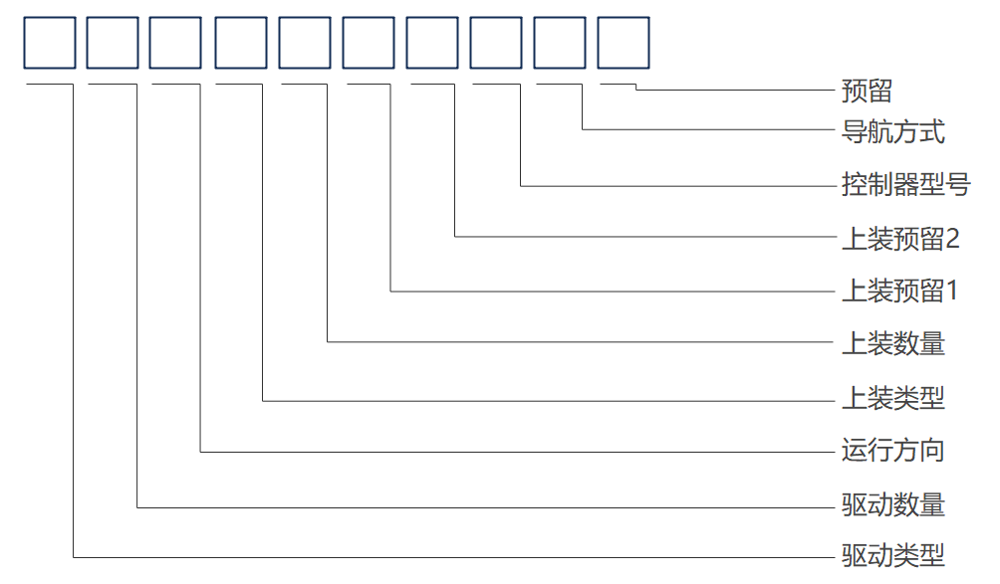 预留
导航方式
控制器型号
上装预留2
上装预留1
上装数量
上装类型
运行方向
驱动数量
驱动类型